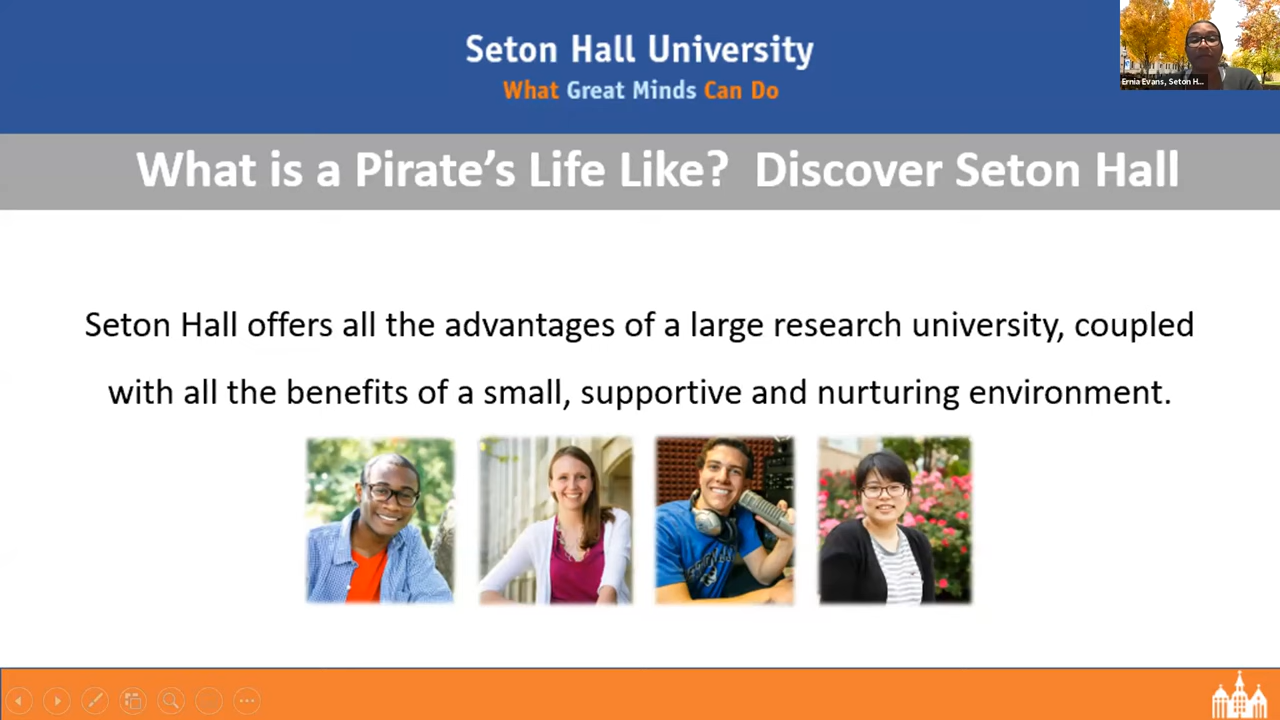 Seton Hall University
What Great Minds Can Do
Ernia Evans, Seton H...
What is a Pirate's Life Like? Discover Seton Hall
Seton Hall offers all the advantages of a large research university, coupled
with all the benefits of a small, supportive and nurturing environment.